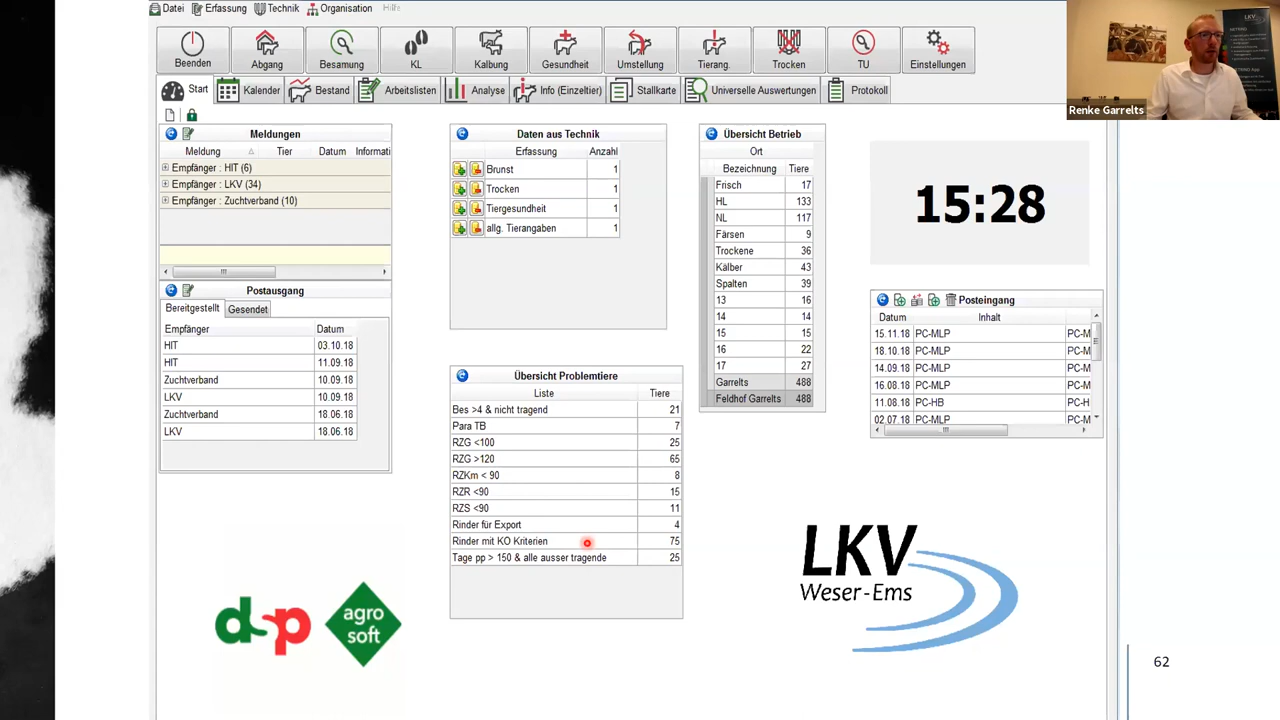 Datei Erfassung Technik Organisation Hilfe
Beenden Abgang Besamung KL Kalbung Gesundheit Umstellung Tierang Trocken TU Einstellungen
Start Kalender Bestand Arbeitslisten Analyse Info (Einzeltier) Stallkarte Universelle Auswertungen Protokoll
Renke Garrelts
Meldungen
Meldung Tier Datum Informati
Empfänger : HIT (6)
Empfänger : LKV (34)
Empfänger : Zuchtverband (10)
Postausgang
Bereitgestellt Gesendet
Empfänger Datum
HIT 03.10.18
HIT 11.09.18
Zuchtverband 10.09.18
LKV 10.09.18
Zuchtverband 18.06.18
LKV 18.06.18
Daten aus Technik
Erfassung Anzahl
Brunst 1
Trocken 1
Tiergesundheit 1
allg. Tierangaben 1
Übersicht Problemtiere
Liste Tiere
Bes >4 & nicht tragend 21
Para TB 7
RZG <100 25
RZG >120 65
RZKm < 90 8
RZR <90 15
RZS <90 11
Rinder für Export 4
Rinder mit KO Kriterien 75
Tage pp > 150 & alle ausser tragende 25
Übersicht Betrieb
Ort
Bezeichnung Tiere
Frisch 17
HL 133
NL 117
Färsen 9
Trockene 36
Kälber 43
Spalten 39
13 16
14 14
15 15
16 22
17 27
Garrelts 488
Feldhof Garrelts 488
15:28
Posteingang
Datum Inhalt
15.11.18 PC-MLP PC-M
18.10.18 PC-MLP PC-M
14.09.18 PC-MLP PC-M
16.08.18 PC-MLP PC-M
11.08.18 PC-HB PC-H
02.07.18 PC-MLP PC-M
dsp
agro
soft
LKV
Weser-Ems
62